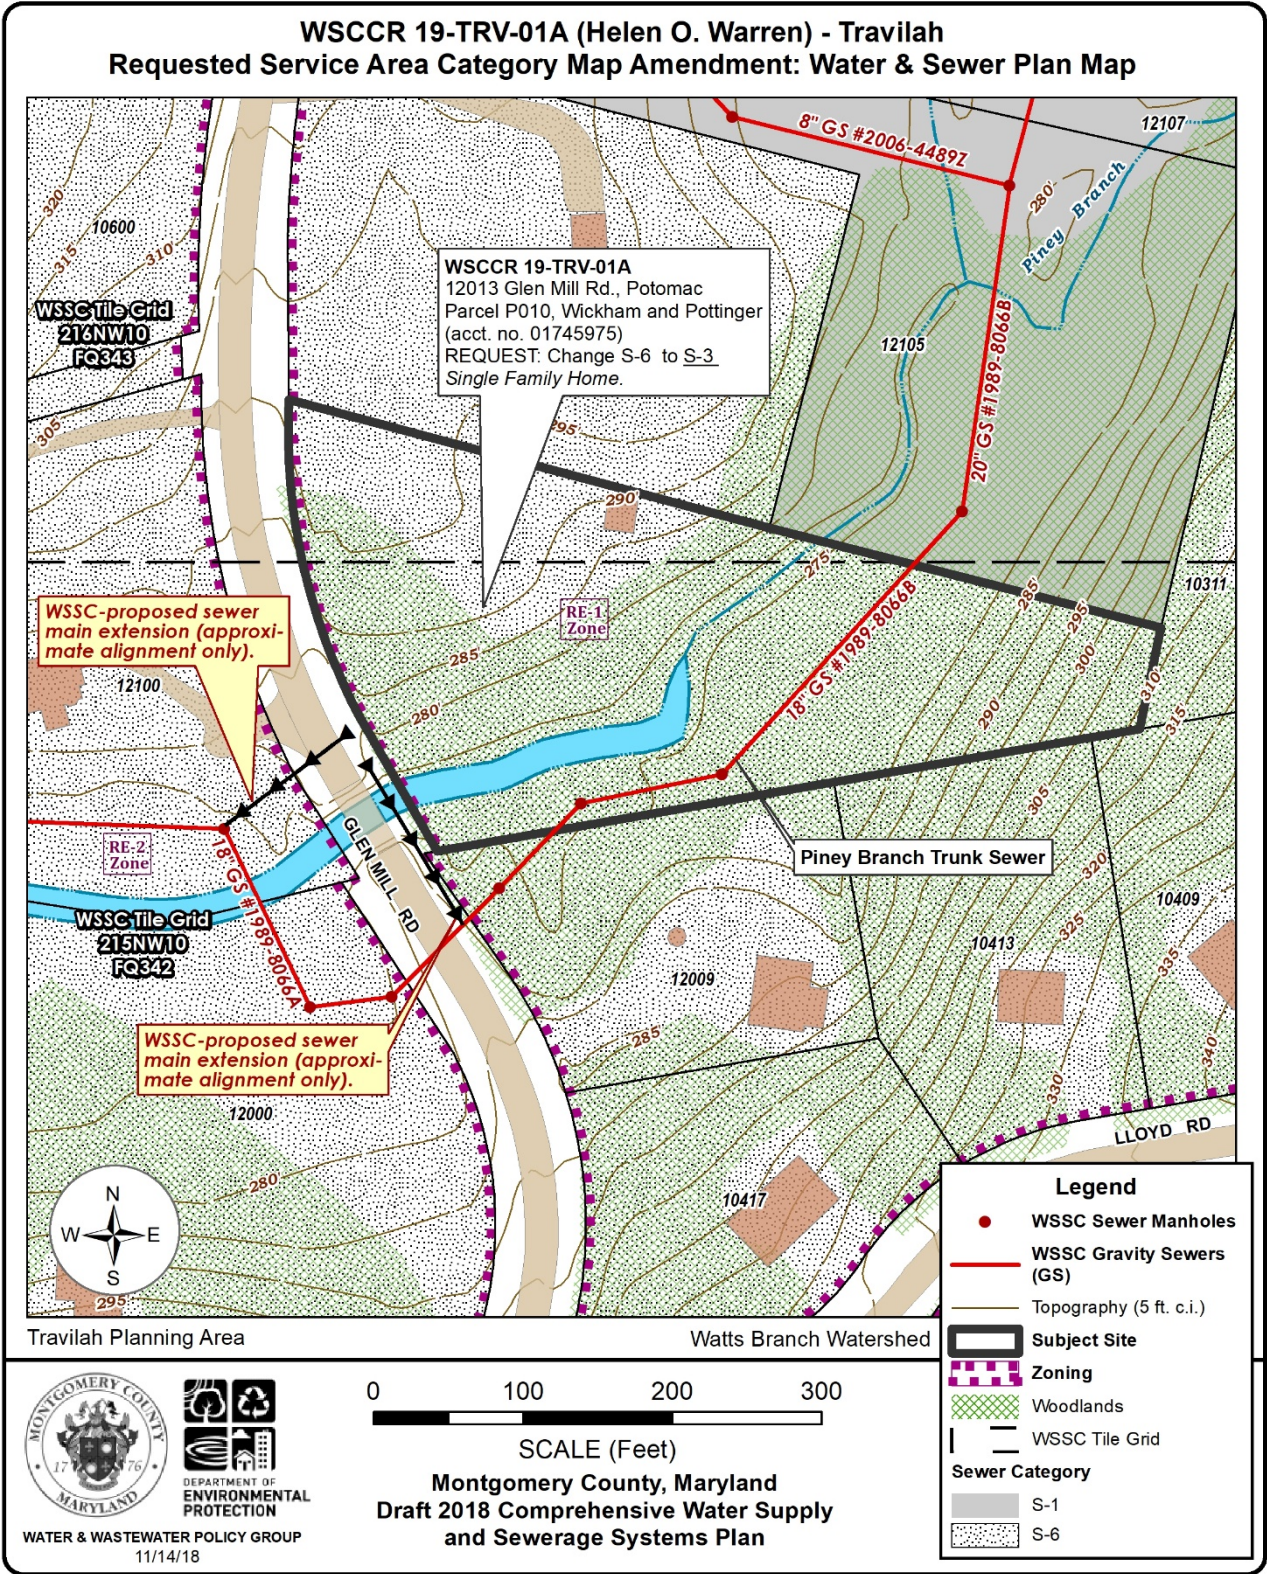 WSCCR 19-TRV-01A (Helen O. Warren) - Travilah
Requested Service Area Category Map Amendment: Water & Sewer Plan Map
12107
8" GS #2006-4489Z
280
Piney Branch
320
10600
315
310
WSSC Tile Grid
216NW10
FQ343
WSCCR 19-TRV-01A
12013 Glen Mill Rd., Potomac
Parcel P010, Wickham and Pottinger
(acct. no. 01745975)
REQUEST: Change S-6 to S-3
Single Family Home.
12105
20" GS #1989-8066B
305
295
290
275
10311
285
295
300
310
315
290
WSSC-proposed sewer
main extension (approxi-
mate alignment only).
RE-1
Zone
285
280
18" GS #1989-8066B
12100
305
GLEN MILL RD
RE-2
Zone
18" GS #1989-8066A
Piney Branch Trunk Sewer
320
10409
325
WSSC Tile Grid
215NW10
FQ342
10413
335
12009
WSSC-proposed sewer
main extension (approxi-
mate alignment only).
285
340
330
12000
LLOYD RD
280
10417
N
W E
S
295
Legend
WSSC Sewer Manholes
WSSC Gravity Sewers
(GS)
Topography (5 ft. c.i.)
Subject Site
Zoning
Woodlands
WSSC Tile Grid
Sewer Category
S-1
S-6
Travilah Planning Area
Watts Branch Watershed
MONTGOMERY COUNTY
17 76
MARYLAND
DEPARTMENT OF
ENVIRONMENTAL
PROTECTION
WATER & WASTEWATER POLICY GROUP
11/14/18
0 100 200 300
SCALE (Feet)
Montgomery County, Maryland
Draft 2018 Comprehensive Water Supply
and Sewerage Systems Plan